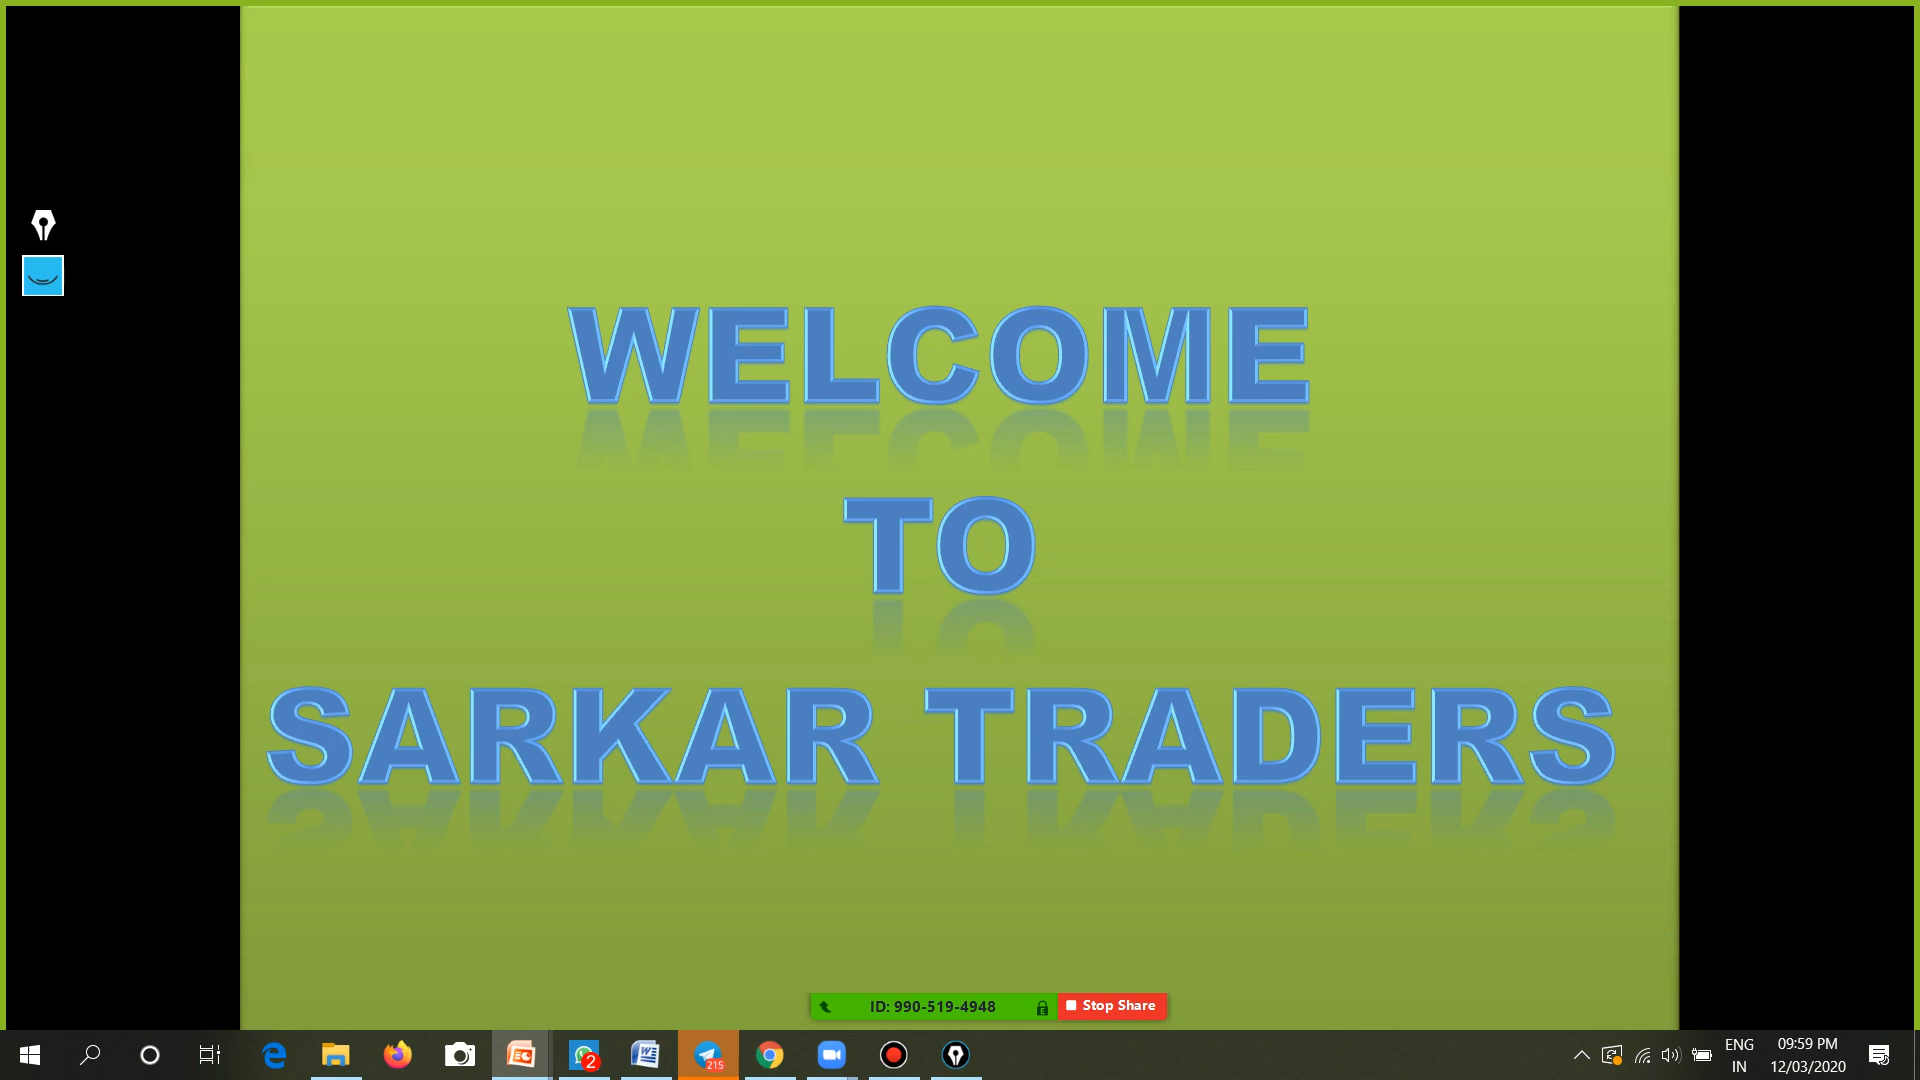 WELCOME
TO
SARKAR TRADERS
ID: 990-519-4948 Stop Share
2
215
ENG
IN
09:59 PM
12/03/2020